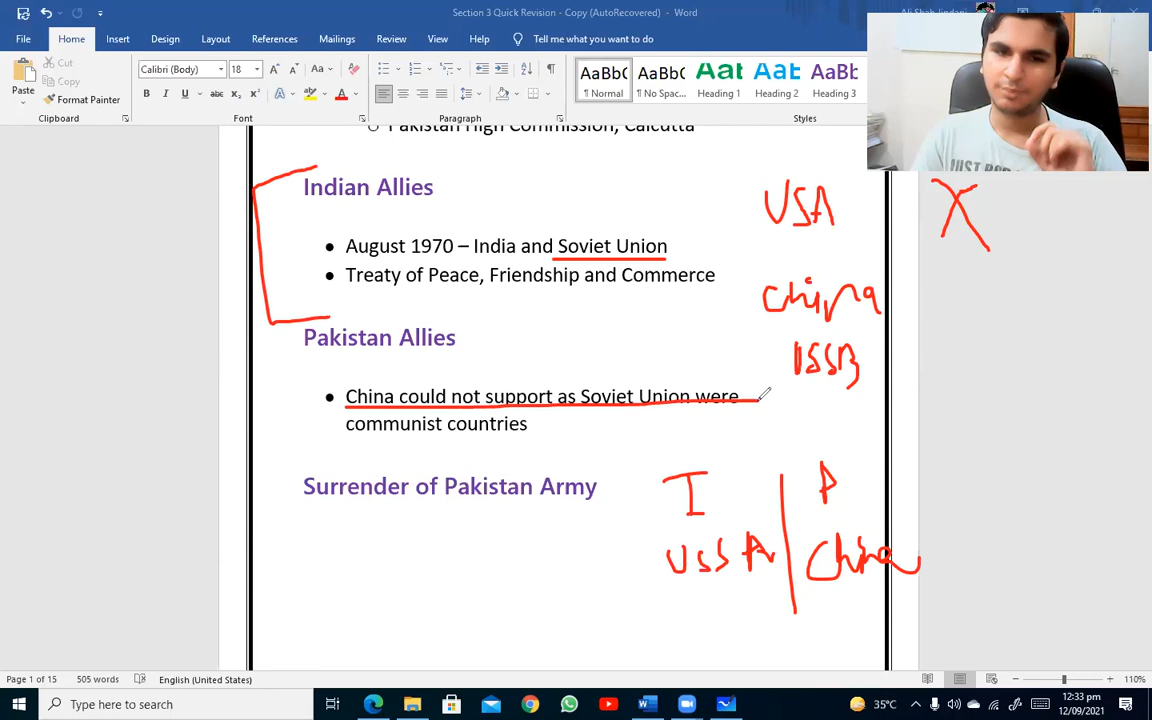 Section 3 Quick Revision - Copy (AutoRecovered) - Word
Ali Shah Jindani
File Home Insert Design Layout References Mailings Review View Help Tell me what you want to do
Paste
Cut
Copy
Format Painter
Calibri (Body) 18
AaBbC AaBbC AaBb AaBb( AaBbC
¶ Normal ¶ No Spac... Heading 1 Heading 2 Heading 3
Clipboard Font Paragraph Styles
Pakistan High Commission, Calcutta
Indian Allies
USA
August 1970 – India and Soviet Union
Treaty of Peace, Friendship and Commerce
China
Pakistan Allies
China could not support as Soviet Union were
communist countries
Surrender of Pakistan Army
I P
China
Page 1 of 15 505 words English (United States) 110%
Type here to search
35°C
12:33 pm
12/09/2021